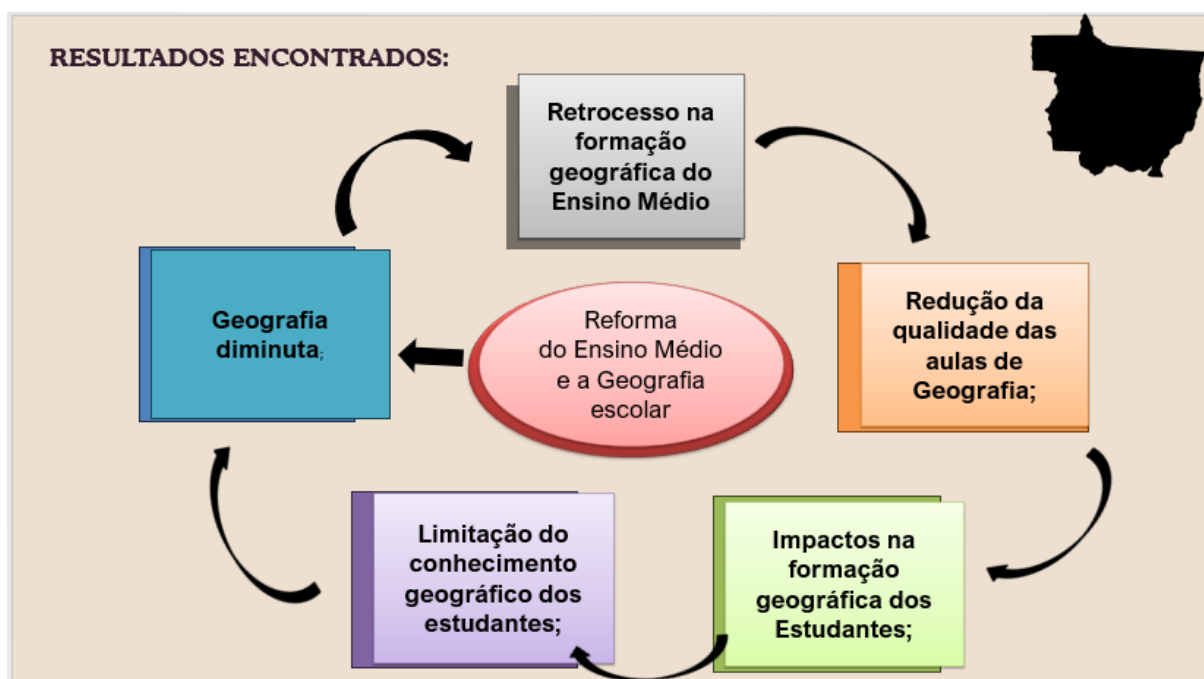 RESULTADOS ENCONTRADOS:
Retrocesso na
formação
geográfica do
Ensino Médio
Redução da
qualidade das
aulas de
Geografia;
Impactos na
formação
geográfica dos
Estudantes;
Limitação do
conhecimento
geográfico dos
estudantes;
Geografia
diminuta;
Reforma
do Ensino Médio
e a Geografia
escolar